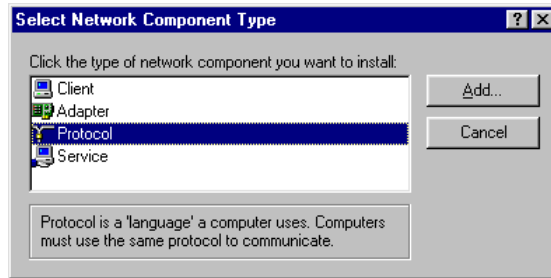 Select Network Component Type
Click the type of network component you want to install:
Client
Add...
Adapter
Protocol
Cancel
Service
Protocol is a 'language' a computer uses. Computers
must use the same protocol to communicate.